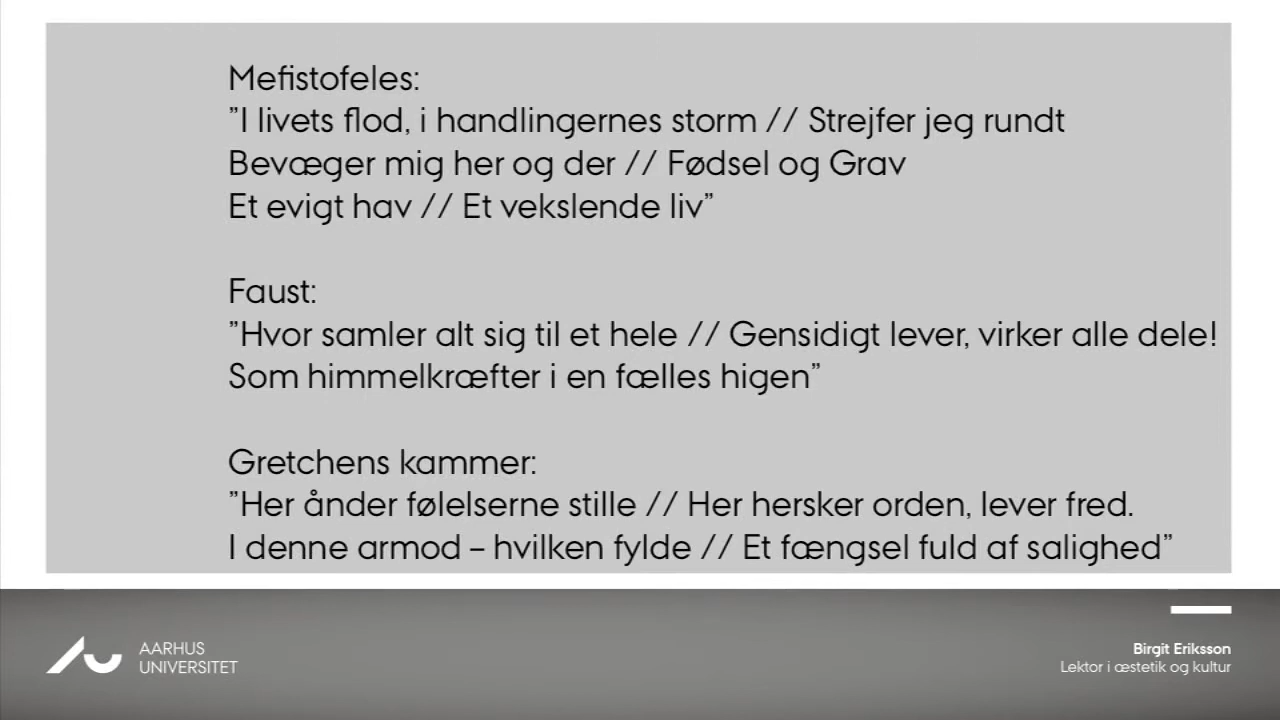 Mefistofeles:
”I livets flod, i handlingernes storm // Strejfer jeg rundt
Bevæger mig her og der // Fødsel og Grav
Et evigt hav // Et vekslende liv”
Faust:
”Hvor samler alt sig til et hele // Gensidigt lever, virker alle dele!
Som himmelkræfter i en fælles higen”
Gretchens kammer:
”Her ånder følelserne stille // Her hersker orden, lever fred.
I denne armod – hvilken fylde // Et fængsel fuld af salighed”
AARHUS
UNIVERSITET
Birgit Eriksson
Lektor i æstetik og kultur